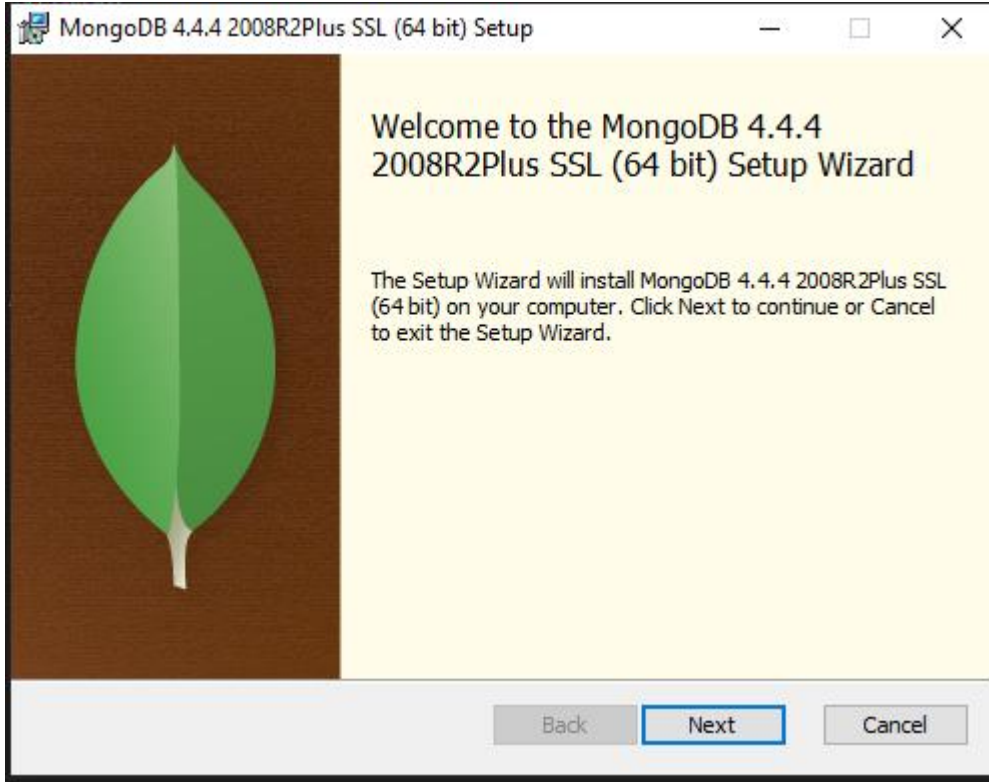 MongoDB 4.4.4 2008R2Plus SSL (64 bit) Setup
Welcome to the MongoDB 4.4.4
2008R2Plus SSL (64 bit) Setup Wizard
The Setup Wizard will install MongoDB 4.4.4 2008R2Plus SSL
(64 bit) on your computer. Click Next to continue or Cancel
to exit the Setup Wizard.
Back Next Cancel